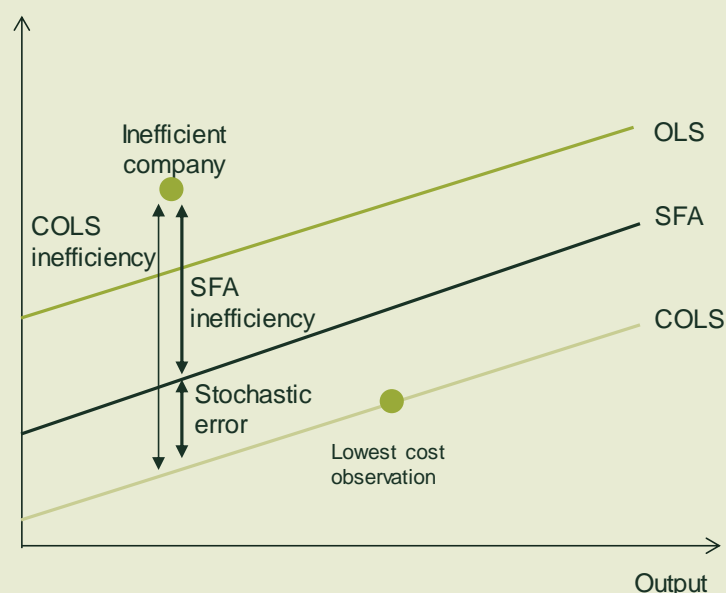 OLS
Inefficient
company
SFA
COLS
inefficiency
SFA
inefficiency
COLS
Stochastic
error
Lowest cost
observation
Output